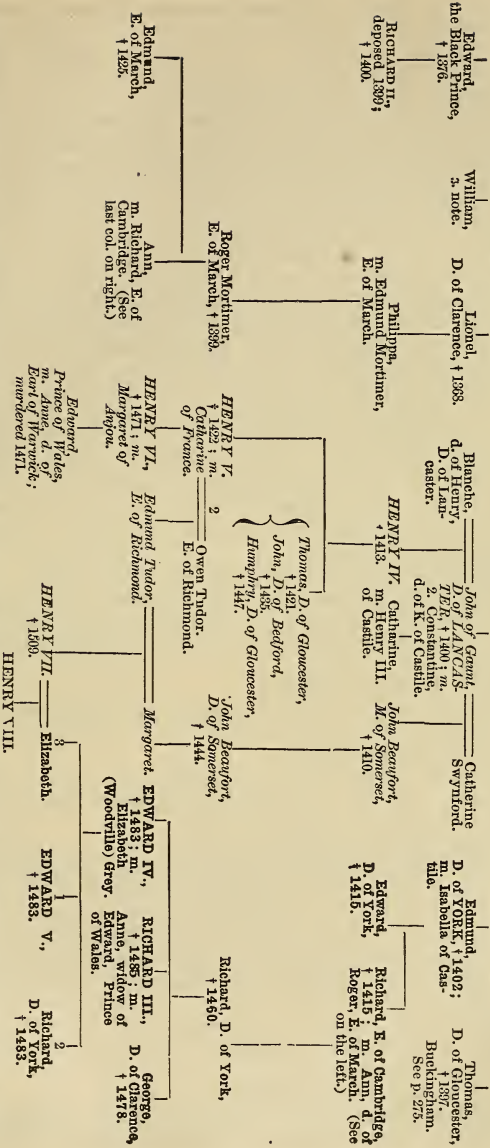 Edward,
the Black Prince,
† 1376.
William,
3. note.
Lionel,
D. of Clarence, † 1368.
Blanche,
d. of Henry,
D. of Lan-
caster.
John of Gaunt,
D. of LANCAS-
TER, † 1400; m.
2. Constantine,
d. of K. of Castile.
Catherine
Swynford.
Edmund,
D. of YORK, † 1402;
m. Isabella of Cas-
tile.
Thomas,
D. of Gloucester,
† 1397.
Buckingham.
See p. 275.
RICHARD II.,
deposed 1399;
† 1400.
Philippa,
m. Edmund Mortimer,
E. of March.
HENRY IV.
† 1413.
Catharine,
m. Henry III.
of Castile.
John Beaufort,
M. of Somerset,
† 1410.
Edward,
D. of York,
† 1415.
Richard, E. of Cambridge,
† 1415; m. Ann, d. of
Roger, E. of March. (See
on the left.)
Roger Mortimer,
E. of March, † 1399.
Thomas, D. of Gloucester,
† 1421.
John, D. of Bedford,
† 1435.
Humphry, D. of Gloucester,
† 1447.
HENRY V.
† 1422; m.
Catharine
of France.
2
Owen Tudor.
E. of Richmond.
John Beaufort,
D. of Somerset,
† 1444.
Richard, D. of York,
† 1460.
Edmund,
E. of March,
† 1425.
Ann,
m. Richard, E. of
Cambridge. (See
last col. on right.)
HENRY VI.,
† 1471; m.
Margaret of
Anjou.
Edmund Tudor,
E. of Richmond.
Margaret.
EDWARD IV.,
† 1483; m.
Elizabeth
(Woodville) Grey.
RICHARD III.,
† 1485; m.
Anne, widow of
Edward, Prince
of Wales.
George,
D. of Clarence,
† 1478.
Edward,
Prince of Wales,
m. Anne, d. of
Earl of Warwick;
murdered 1471.
HENRY VII.
† 1509.
3
Elizabeth.
1
EDWARD V.,
† 1483.
2
Richard,
D. of York,
† 1483.
HENRY VIII.